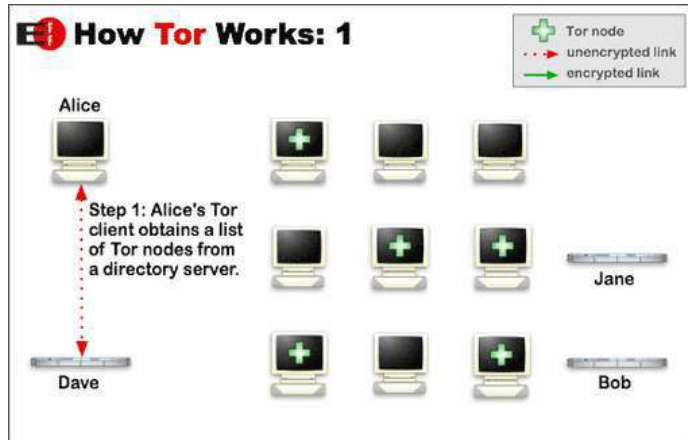 EFF How Tor Works: 1
Tor node
unencrypted link
encrypted link
Alice
Step 1: Alice's Tor
client obtains a list
of Tor nodes from
a directory server.
Jane
Dave
Bob